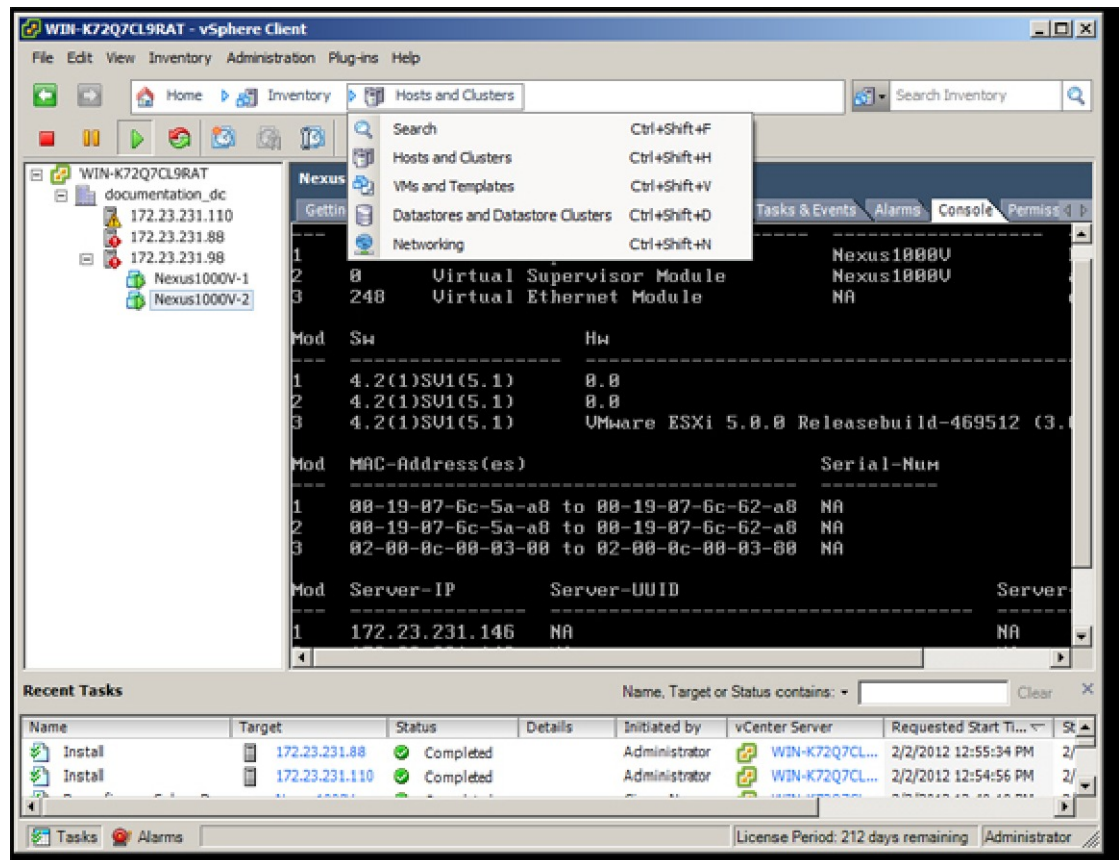 WIN-K72Q7CL9RAT - vSphere Client
File Edit View Inventory Administration Plug-ins Help
Home Inventory Hosts and Clusters Search Inventory
Search Ctrl+Shift+F
Hosts and Clusters Ctrl+Shift+H
VMs and Templates Ctrl+Shift+V
Datastores and Datastore Clusters Ctrl+Shift+D
Networking Ctrl+Shift+N
WIN-K72Q7CL9RAT
documentation_dc
172.23.231.110
172.23.231.88
172.23.231.98
Nexus1000V-1
Nexus1000V-2
Nexus
Gettin Tasks & Events Alarms Console Permiss
--- ------------------
1 Nexus1000V
2 0 Virtual Supervisor Module Nexus1000V
3 248 Virtual Ethernet Module NA
Mod Sw Hw
--- ------------------ ------------------------------------------------
1 4.2(1)SV1(5.1) 0.0
2 4.2(1)SV1(5.1) 0.0
3 4.2(1)SV1(5.1) VMware ESXi 5.0.0 Releasebuild-469512 (3.
Mod MAC-Address(es) Serial-Num
--- -------------------------------------- ----------
1 00-19-07-6c-5a-a8 to 00-19-07-6c-62-a8 NA
2 00-19-07-6c-5a-a8 to 00-19-07-6c-62-a8 NA
3 02-00-0c-00-03-00 to 02-00-0c-00-03-80 NA
Mod Server-IP Server-UUID Server-
--- --------------- ------------------------------------ -------
1 172.23.231.146 NA NA
Recent Tasks Name, Target or Status contains: Clear
Name Target Status Details Initiated by vCenter Server Requested Start Ti... St
Install 172.23.231.88 Completed Administrator WIN-K72Q7CL... 2/2/2012 12:55:34 PM 2/
Install 172.23.231.110 Completed Administrator WIN-K72Q7CL... 2/2/2012 12:54:56 PM 2/
Tasks Alarms License Period: 212 days remaining Administrator